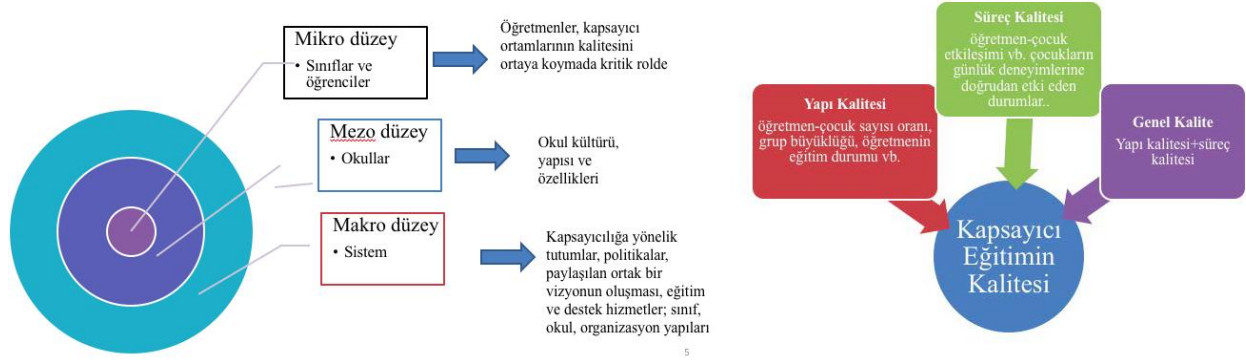 Mikro düzey
• Sınıflar ve
öğrenciler
Öğretmenler, kapsayıcı
ortamlarının kalitesini
ortaya koymada kritik rolde
Mezo düzey
• Okullar
Okul kültürü,
yapısı ve
özellikleri
Makro düzey
• Sistem
Kapsayıcılığa yönelik
tutumlar, politikalar,
paylaşılan ortak bir
vizyonun oluşması, eğitim
ve destek hizmetler; sınıf,
okul, organizasyon yapıları
5
Süreç Kalitesi
öğretmen-çocuk
etkileşimi vb. çocukların
günlük deneyimlerine
doğrudan etki eden
durumlar..
Yapı Kalitesi
öğretmen-çocuk sayısı oranı,
grup büyüklüğü, öğretmenin
eğitim durumu vb.
Genel Kalite
Yapı kalitesi+süreç
kalitesi
Kapsayıcı
Eğitimin
Kalitesi